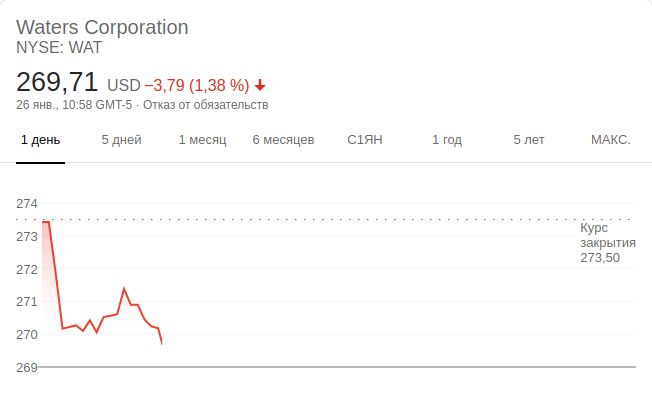 Waters Corporation
NYSE: WAT
269,71 USD −3,79 (1,38 %)
26 янв., 10:58 GMT-5 · Отказ от обязательств
1 день 5 дней 1 месяц 6 месяцев С1ЯН 1 год 5 лет МАКС.
274
Курс
закрытия
273,50
273
272
271
270
269